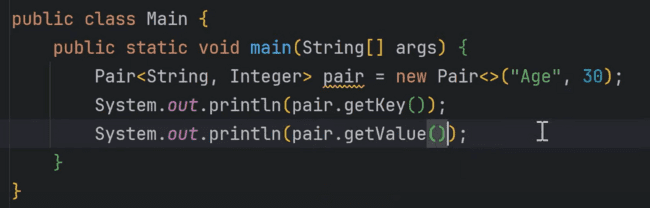 public class Main {
    public static void main(String[] args) {
        Pair<String, Integer> pair = new Pair<>("Age", 30);
        System.out.println(pair.getKey());
        System.out.println(pair.getValue());
    }
}